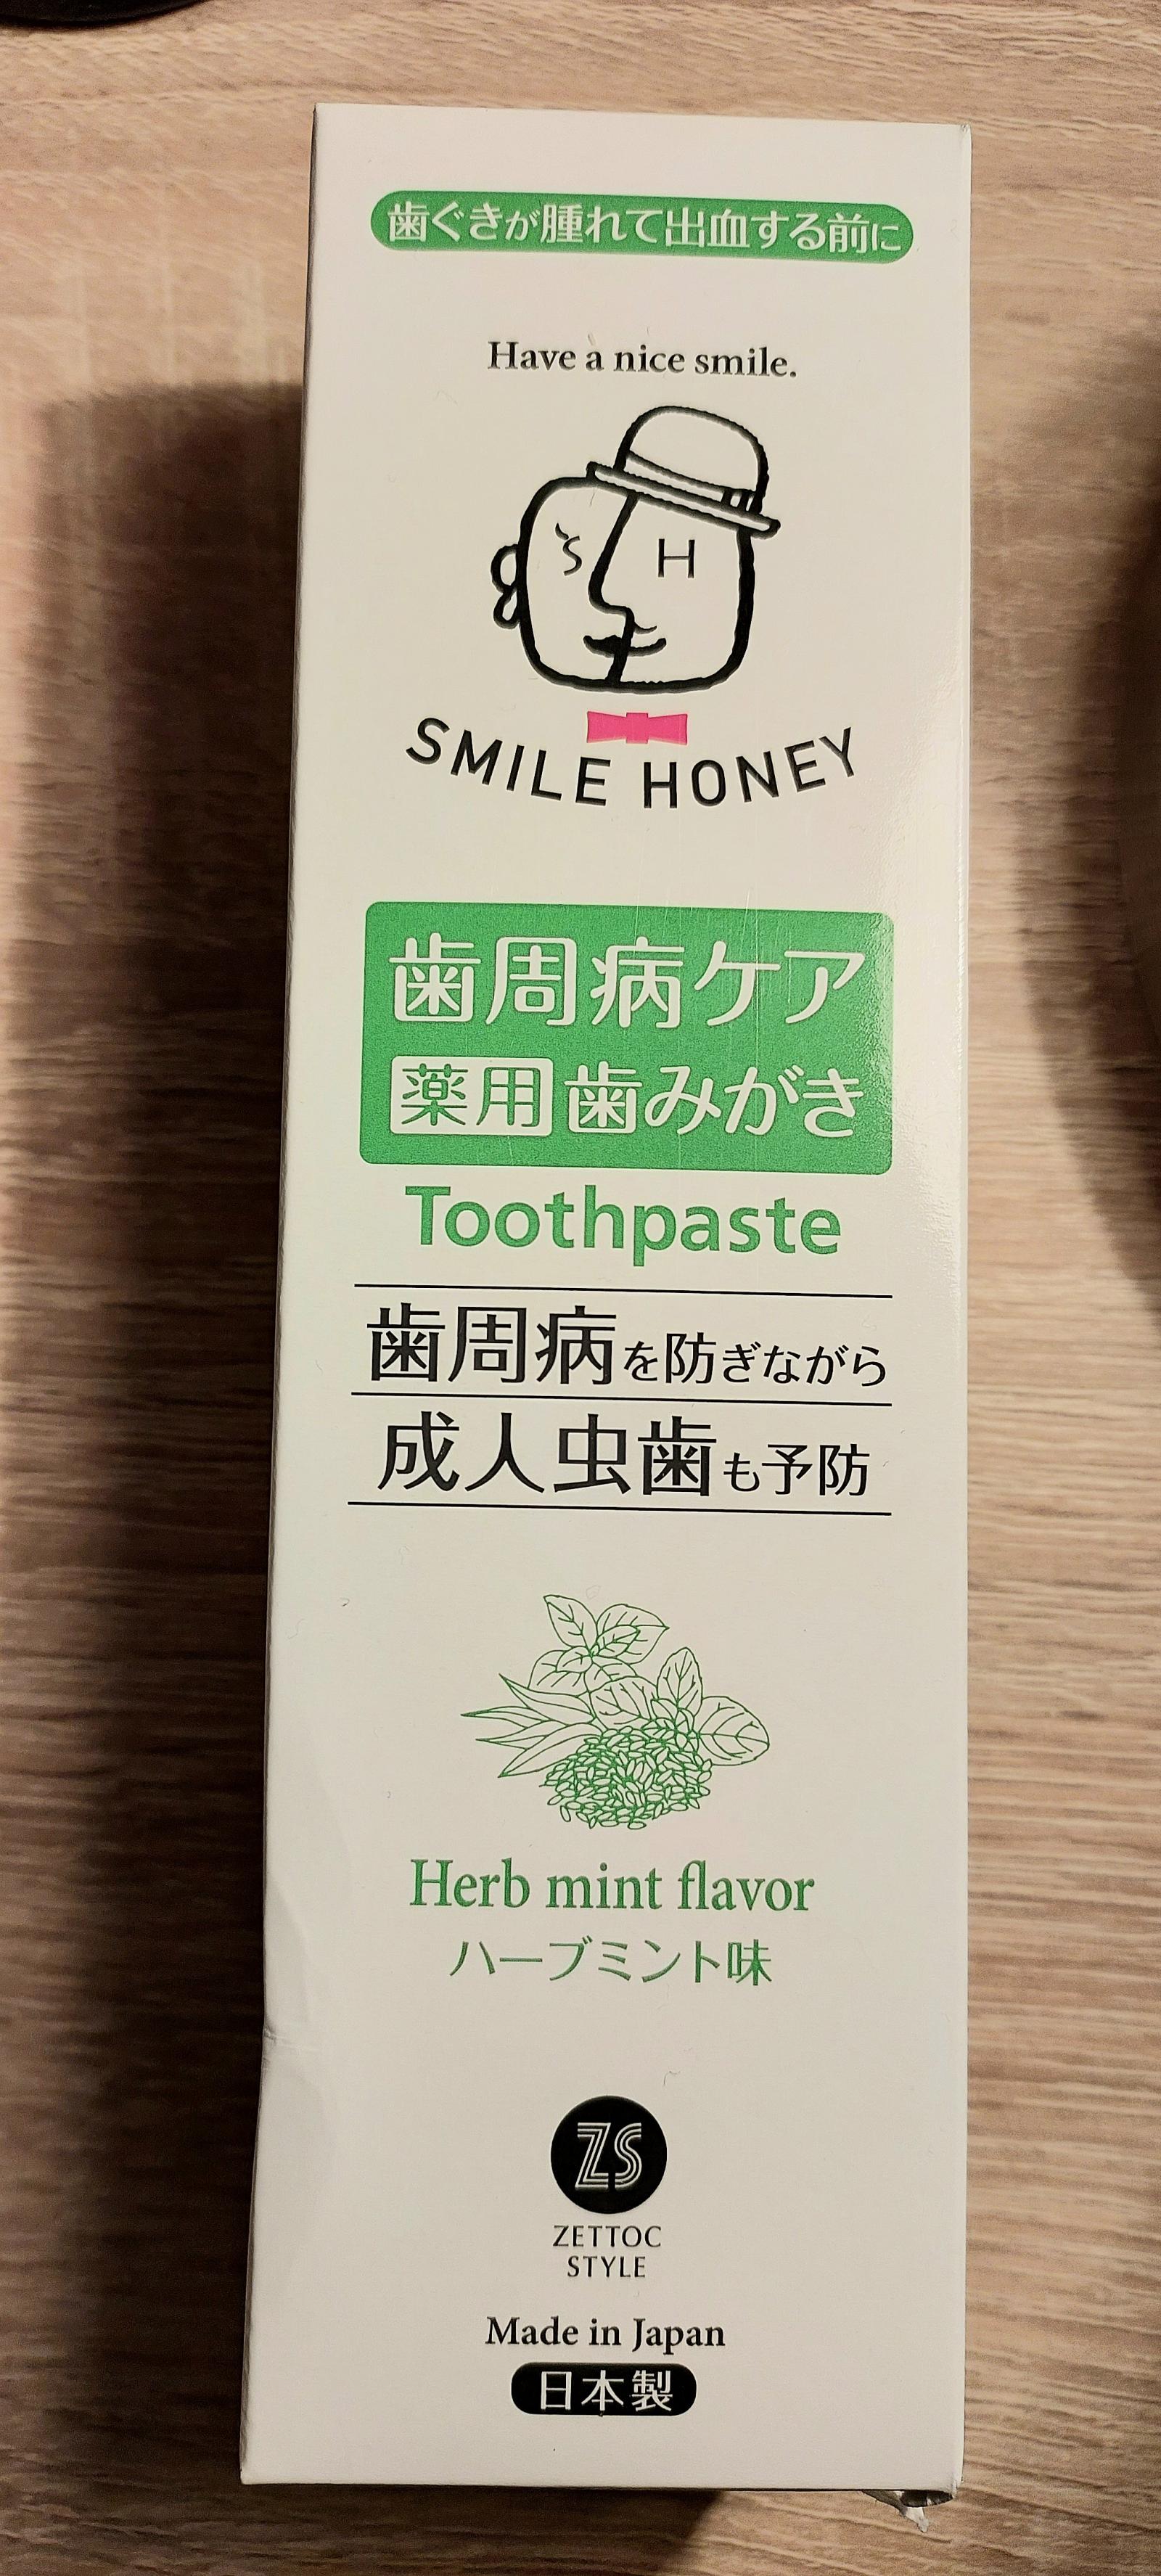 歯ぐきが腫れて出血する前に
Have a nice smile.
S H
SMILE HONEY
歯周病ケア
薬用歯みがき
Toothpaste
歯周病を防ぎながら
成人虫歯も予防
Herb mint flavor
ハーブミント味
ZS
ZETTOC
STYLE
Made in Japan
日本製